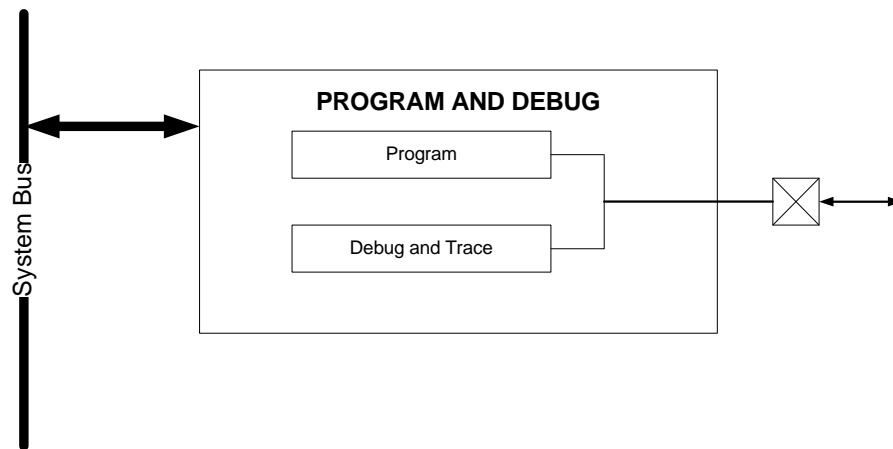 PROGRAM AND DEBUG
Program
Debug and Trace
System Bus